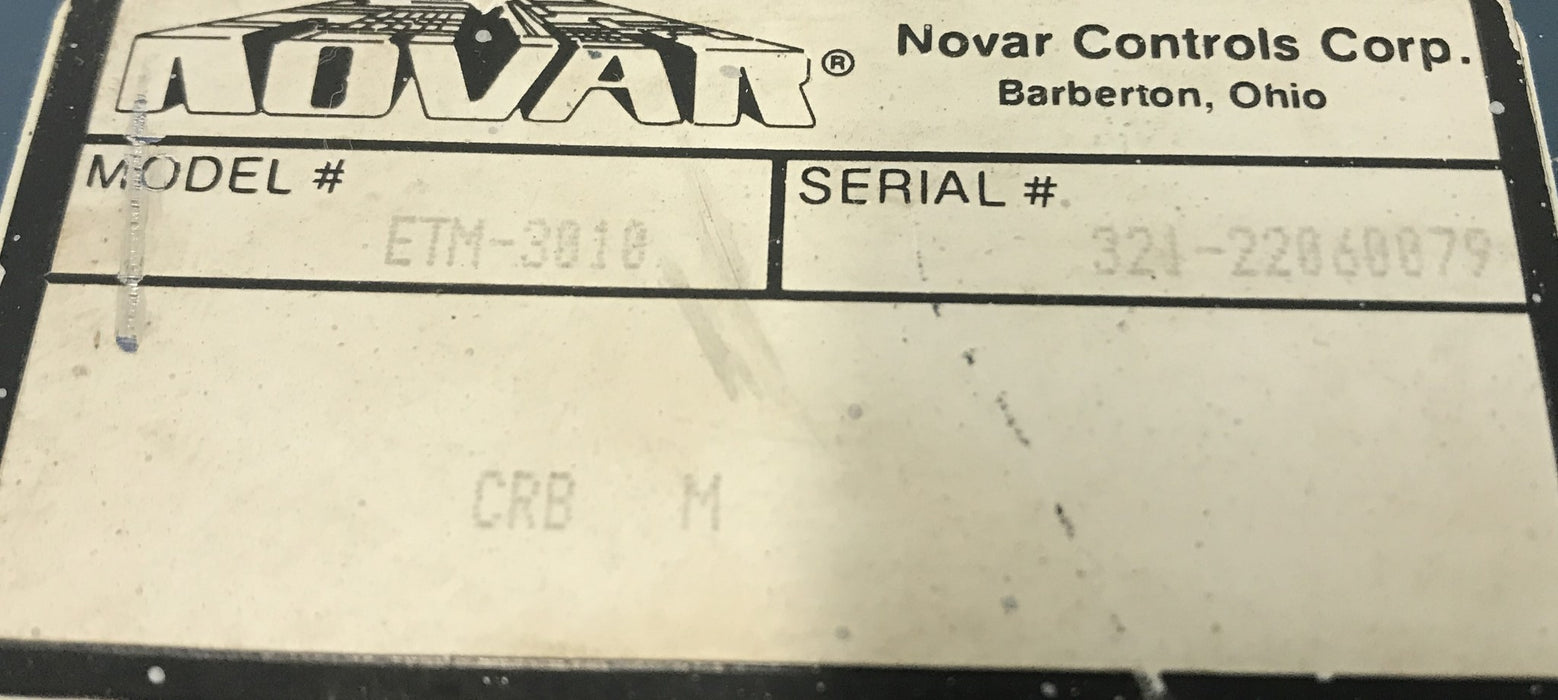 NOVAR® Novar Controls Corp.
Barberton, Ohio
MODEL # SERIAL #
ETM-3010 321-22060079
CRB M